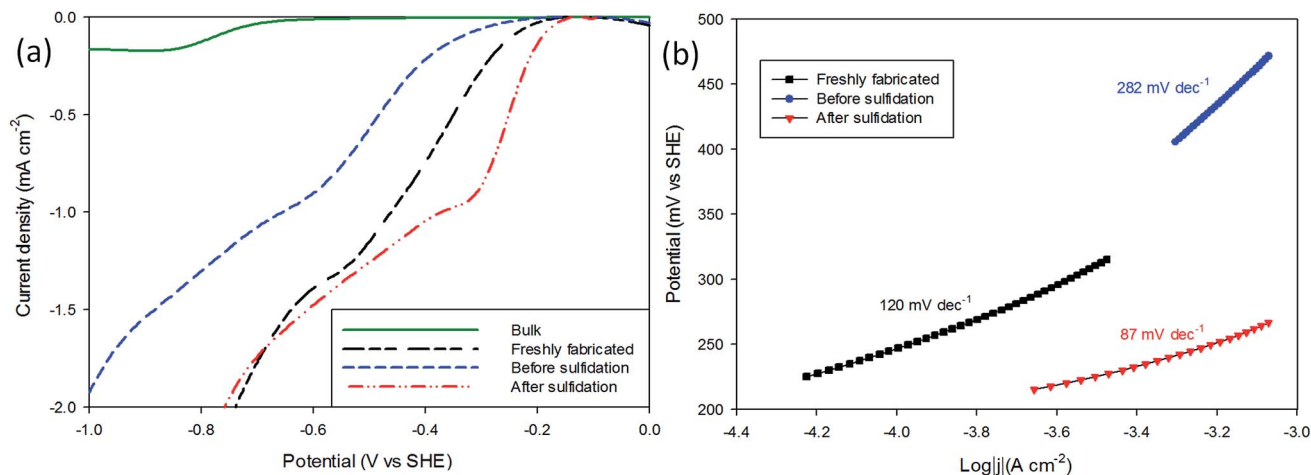 (a)
0.0
-0.5
-1.0
-1.5
-2.0
Current density (mA cm⁻²)
-1.0
-0.8
-0.6
-0.4
-0.2
0.0
Potential (V vs SHE)
Bulk
Freshly fabricated
Before sulfidation
After sulfidation
(b)
500
450
400
350
300
250
200
Potential (mV vs SHE)
-4.4
-4.2
-4.0
-3.8
-3.6
-3.4
-3.2
-3.0
Log|j|(A cm⁻²)
Freshly fabricated
Before sulfidation
After sulfidation
282 mV dec⁻¹
120 mV dec⁻¹
87 mV dec⁻¹